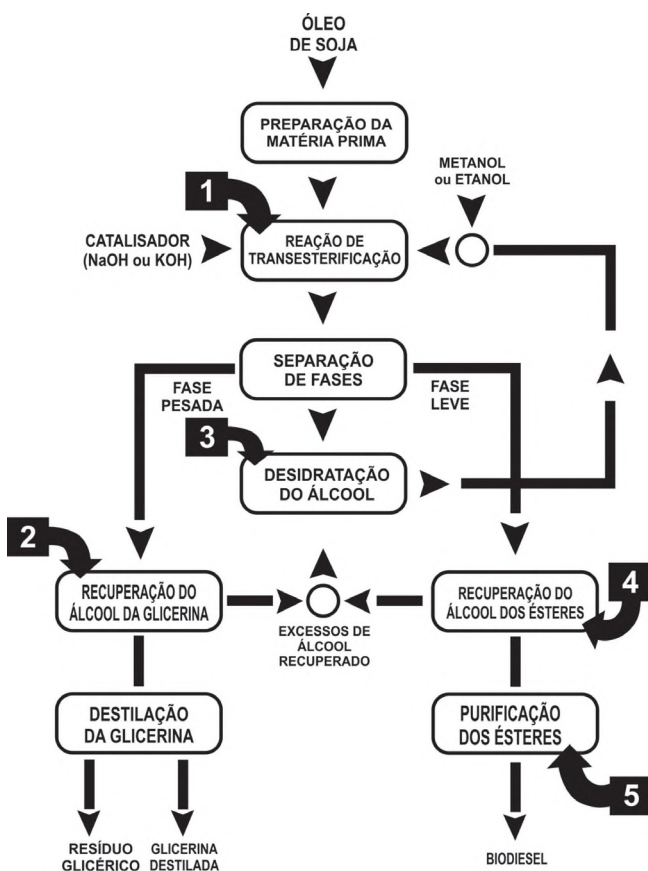 ÓLEO
DE SOJA
PREPARAÇÃO DA
MATÉRIA PRIMA
METANOL
ou ETANOL
1
CATALISADOR
(NaOH ou KOH)
REAÇÃO DE
TRANSESTERIFICAÇÃO
SEPARAÇÃO
DE FASES
FASE
PESADA
FASE
LEVE
3
DESIDRATAÇÃO
DO ÁLCOOL
2
RECUPERAÇÃO DO
ÁLCOOL DA GLICERINA
EXCESSOS DE
ÁLCOOL
RECUPERADO
RECUPERAÇÃO DO
ÁLCOOL DOS ÉSTERES
4
DESTILAÇÃO
DA GLICERINA
PURIFICAÇÃO
DOS ÉSTERES
5
RESÍDUO
GLICÉRICO
GLICERINA
DESTILADA
BIODIESEL